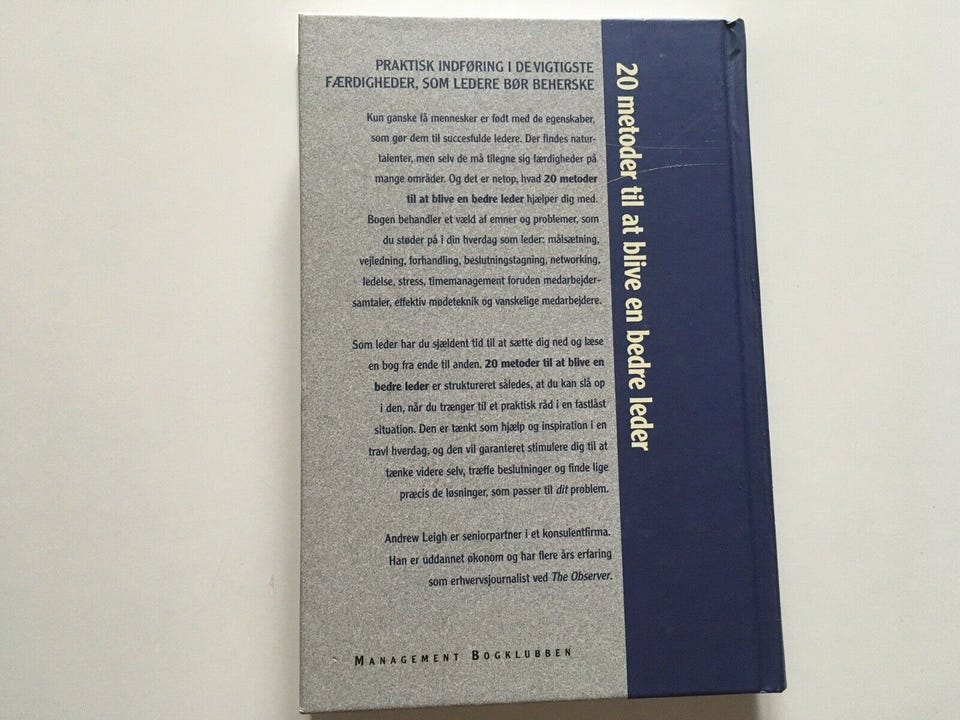 PRAKTISK INDFØRING I DE VIGTIGSTE
FÆRDIGHEDER, SOM LEDERE BØR BEHERSKE
Kun ganske få mennesker er født med de egenskaber,
som gør dem til succesfulde ledere. Der findes natur-
talenter, men selv de må tilegne sig færdigheder på
mange områder. Og det er netop, hvad 20 metoder
til at blive en bedre leder hjælper dig med.
Bogen behandler et væld af emner og problemer, som
du støder på i din hverdag som leder: målsætning,
vejledning, forhandling, beslutningstagning, networking,
ledelse, stress, timemanagement foruden medarbejder-
samtaler, effektiv mødeteknik og vanskelige medarbejdere.
Som leder har du sjældent tid til at sætte dig ned og læse
en bog fra ende til anden. 20 metoder til at blive en
bedre leder er struktureret således, at du kan slå op
i den, når du trænger til et praktisk råd i en fastlåst
situation. Den er tænkt som hjælp og inspiration i en
travl hverdag, og den vil garanteret stimulere dig til at
tænke videre selv, træffe beslutninger og finde lige
præcis de løsninger, som passer til dit problem.
Andrew Leigh er seniorpartner i et konsulentfirma.
Han er uddannet økonom og har flere års erfaring
som erhvervsjournalist ved The Observer.
MANAGEMENT BOGKLUBBEN
20 metoder til at blive en bedre leder